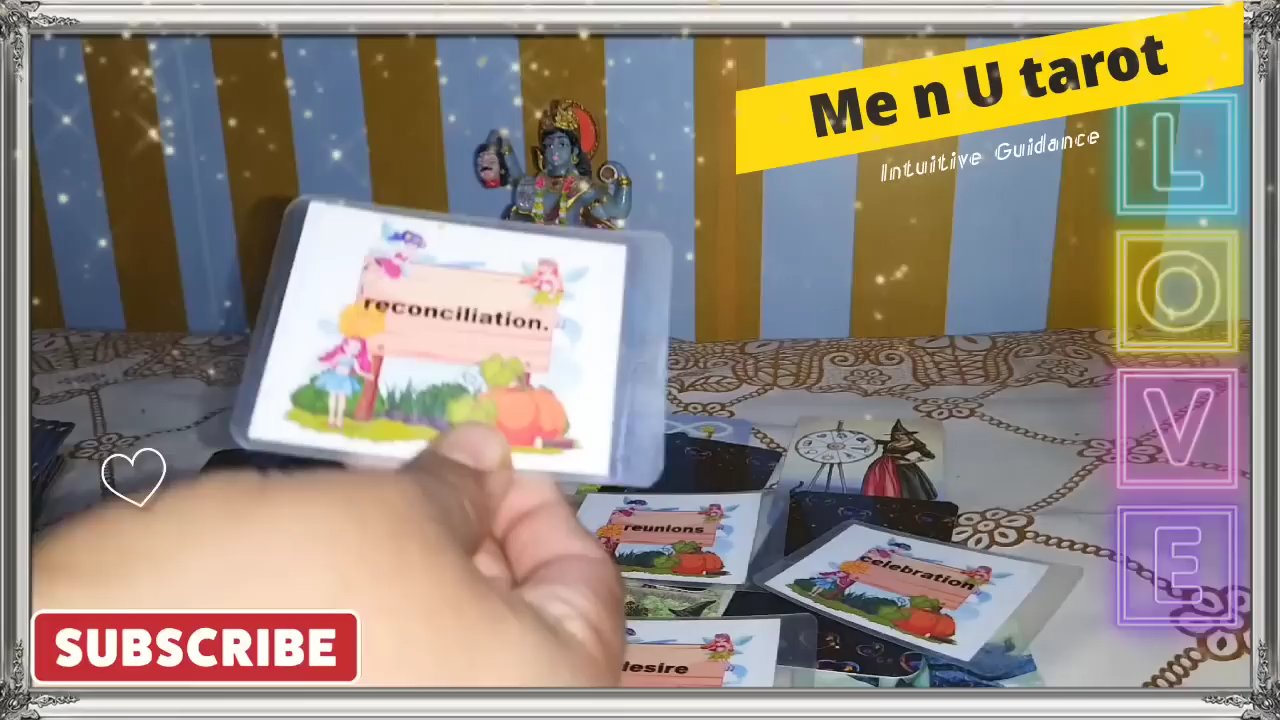 Me n U tarot
Intuitive Guidance
L
O
V
E
reconciliation.
reunions
celebration
desire
SUBSCRIBE